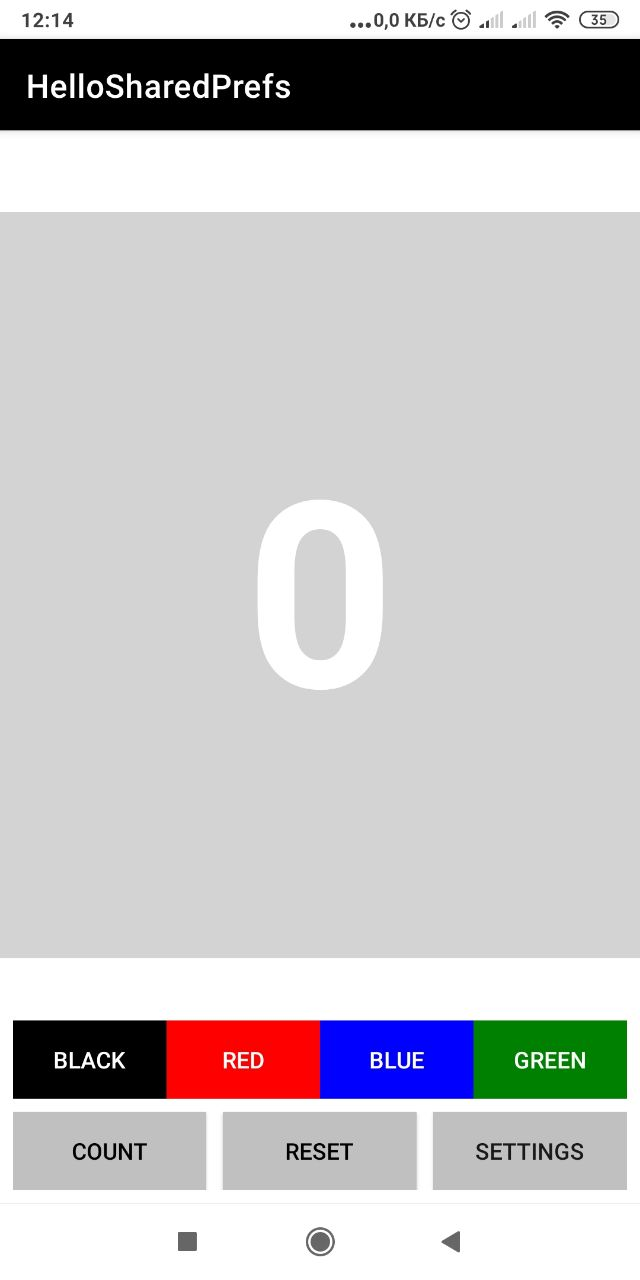 12:14 ...0,0 КБ/с 35
HelloSharedPrefs
0
BLACK RED BLUE GREEN
COUNT RESET SETTINGS